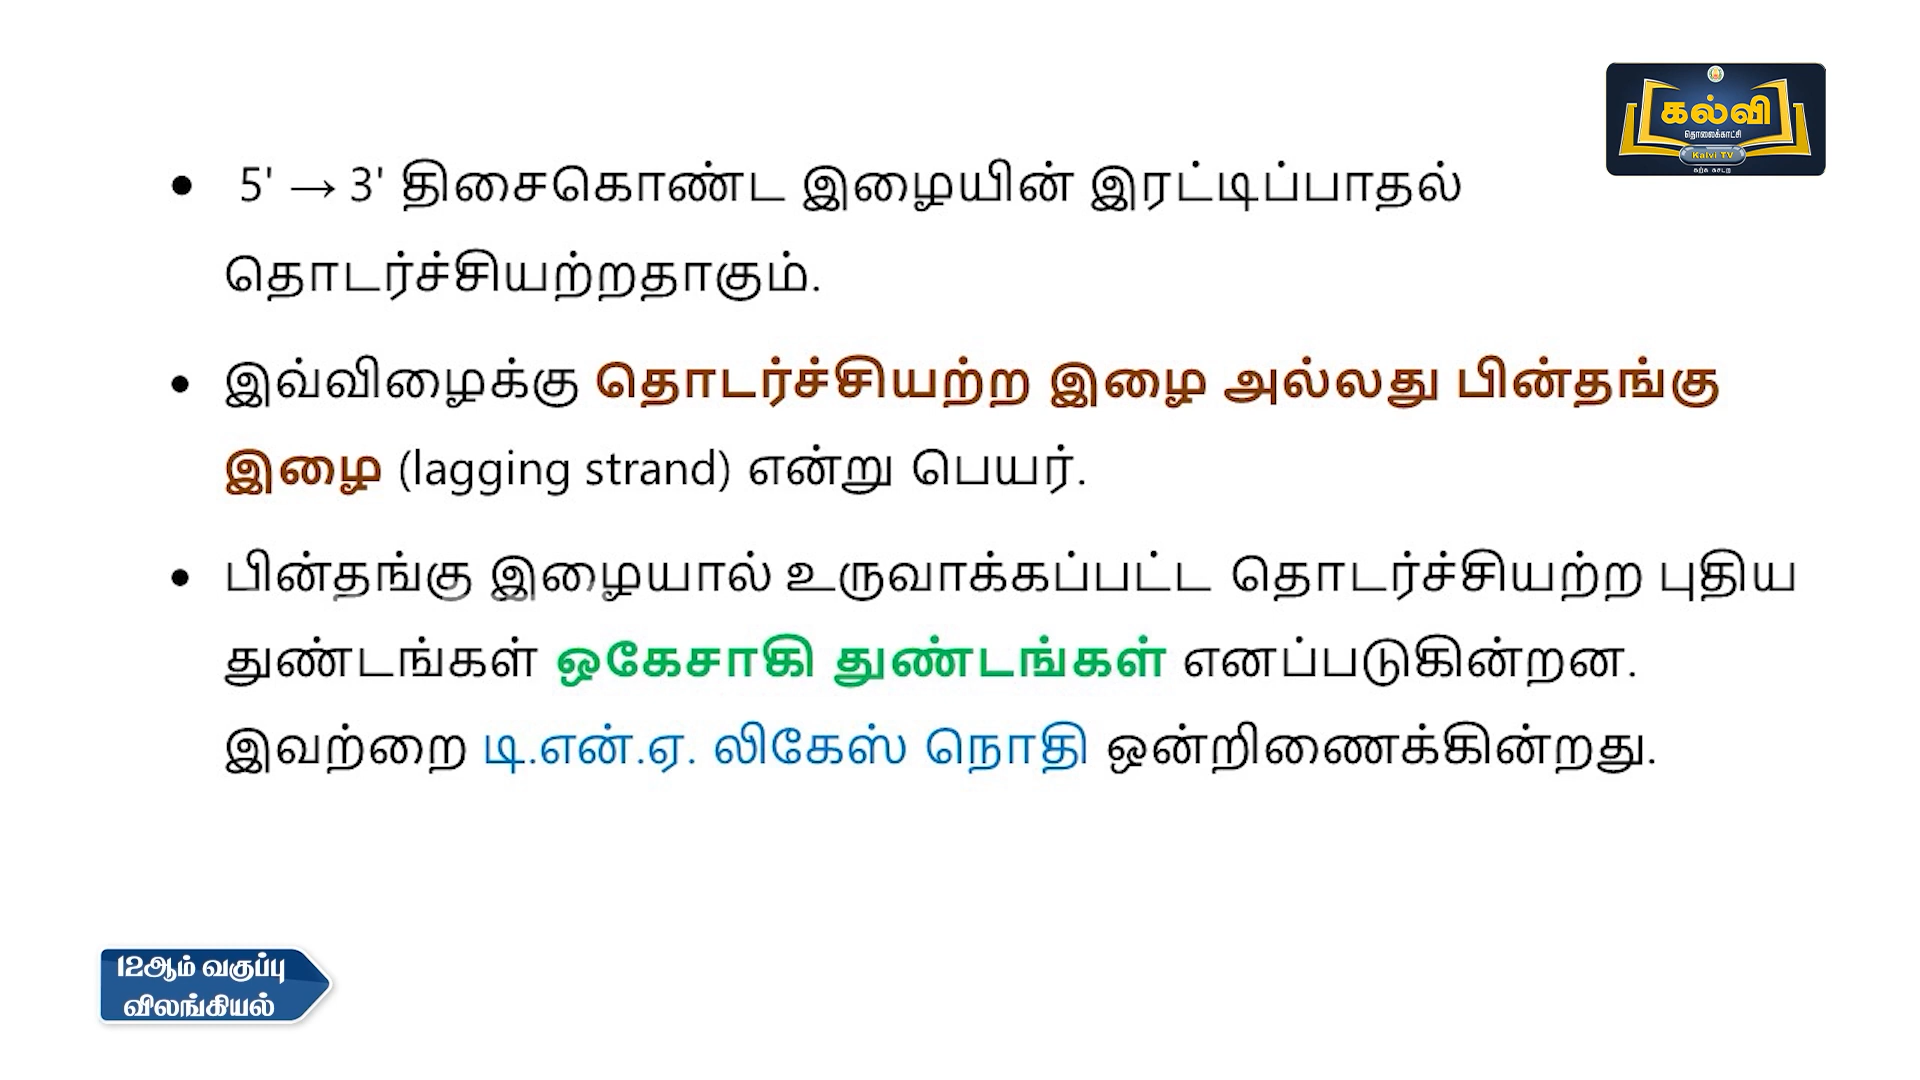 கல்வி
தொலைக்காட்சி
Kalvi TV
கற்க கசடற
• 5' → 3' திசைகொண்ட இழையின் இரட்டிப்பாதல்
தொடர்ச்சியற்றதாகும்.
• இவ்விழைக்கு தொடர்ச்சியற்ற இழை அல்லது பின்தங்கு
இழை (lagging strand) என்று பெயர்.
• பின்தங்கு இழையால் உருவாக்கப்பட்ட தொடர்ச்சியற்ற புதிய
துண்டங்கள் ஒகேசாகி துண்டங்கள் எனப்படுகின்றன.
இவற்றை டி.என்.ஏ. லிகேஸ் நொதி ஒன்றிணைக்கின்றது.
12ஆம் வகுப்பு
விலங்கியல்